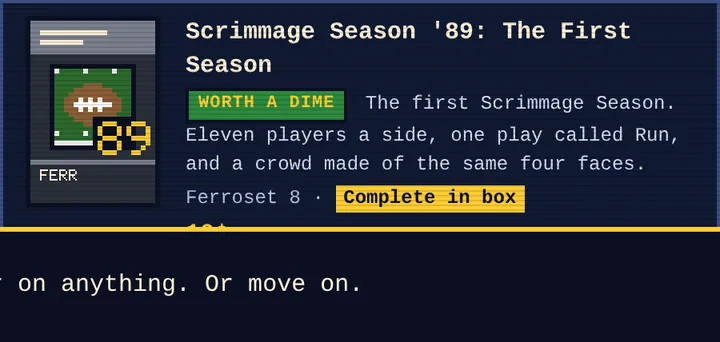 Scrimmage Season '89: The First
Season
WORTH A DIME The first Scrimmage Season.
Eleven players a side, one play called Run,
and a crowd made of the same four faces.
89
FERR
Ferroset 8 · Complete in box
on anything. Or move on.